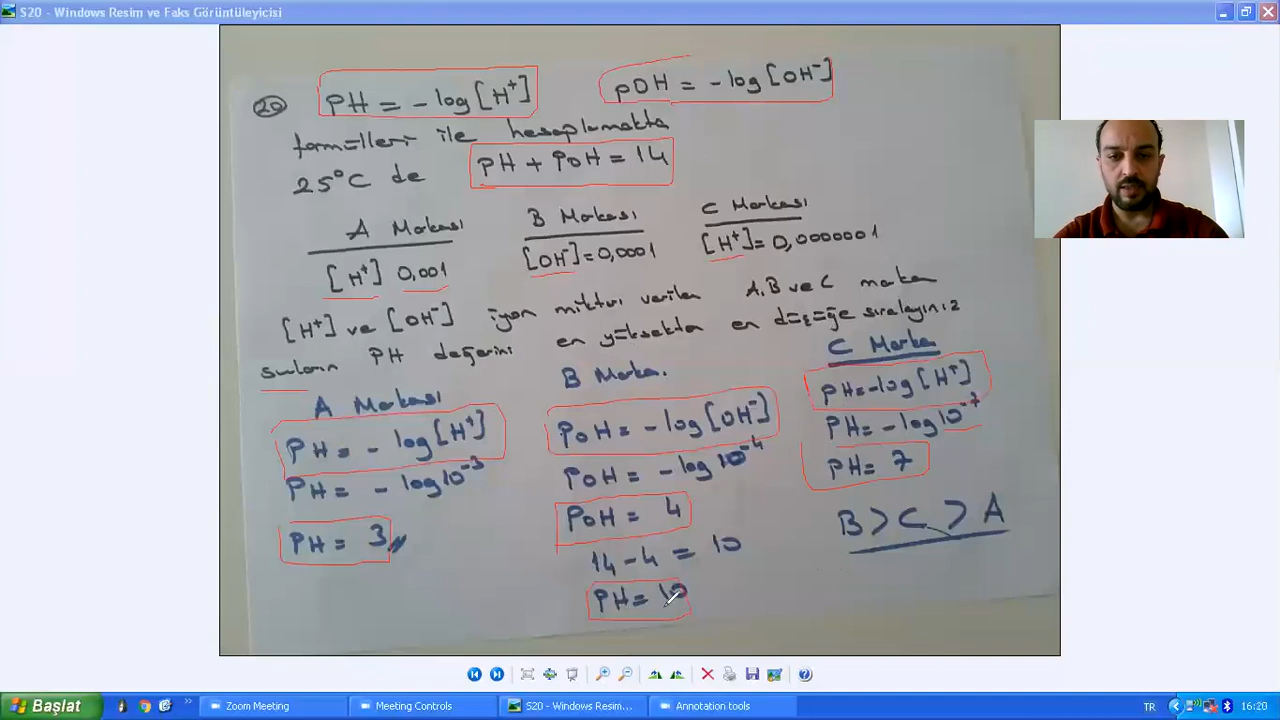 S20 - Windows Resim ve Faks Görüntüleyicisi
20 PH = - log [H⁺] pOH = - log [OH⁻]
formülleri ile hesaplamakta
25°C de PH + POH = 14
A Markası B Markası C Markası
[H⁺] 0,001 [OH⁻] = 0,0001 [H⁺] = 0,0000001
[H⁺] ve [OH⁻] iyon miktarı verilen A, B ve C marka
suların PH değerini en yüksekten en düşüğe sıralayınız
A Markası
PH = - log [H⁺]
PH = - log 10⁻³
PH = 3
B Marka.
POH = - log [OH⁻]
POH = - log 10⁻⁴
POH = 4
14 - 4 = 10
PH = 10
C Marka
PH = - log [H⁺]
PH = - log 10⁻⁷
PH = 7
B > C > A
Başlat Zoom Meeting Meeting Controls S20 - Windows Resim... Annotation tools TR 16:20